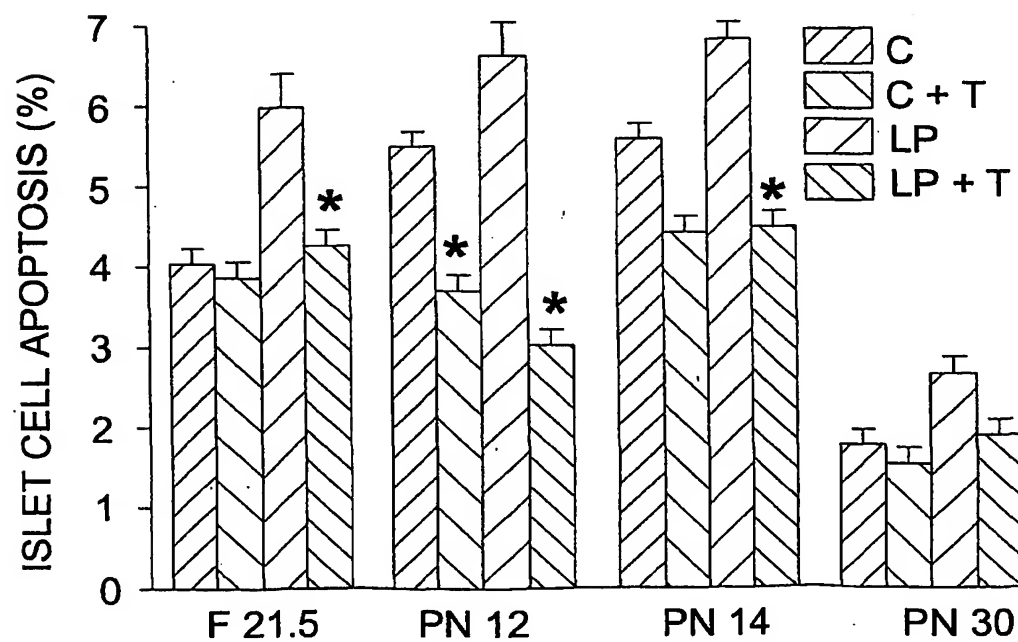 ISLET CELL APOPTOSIS (%)
7
6
5
4
3
2
1
0
C
C + T
LP
LP + T
*
*
*
*
F 21.5 PN 12 PN 14 PN 30